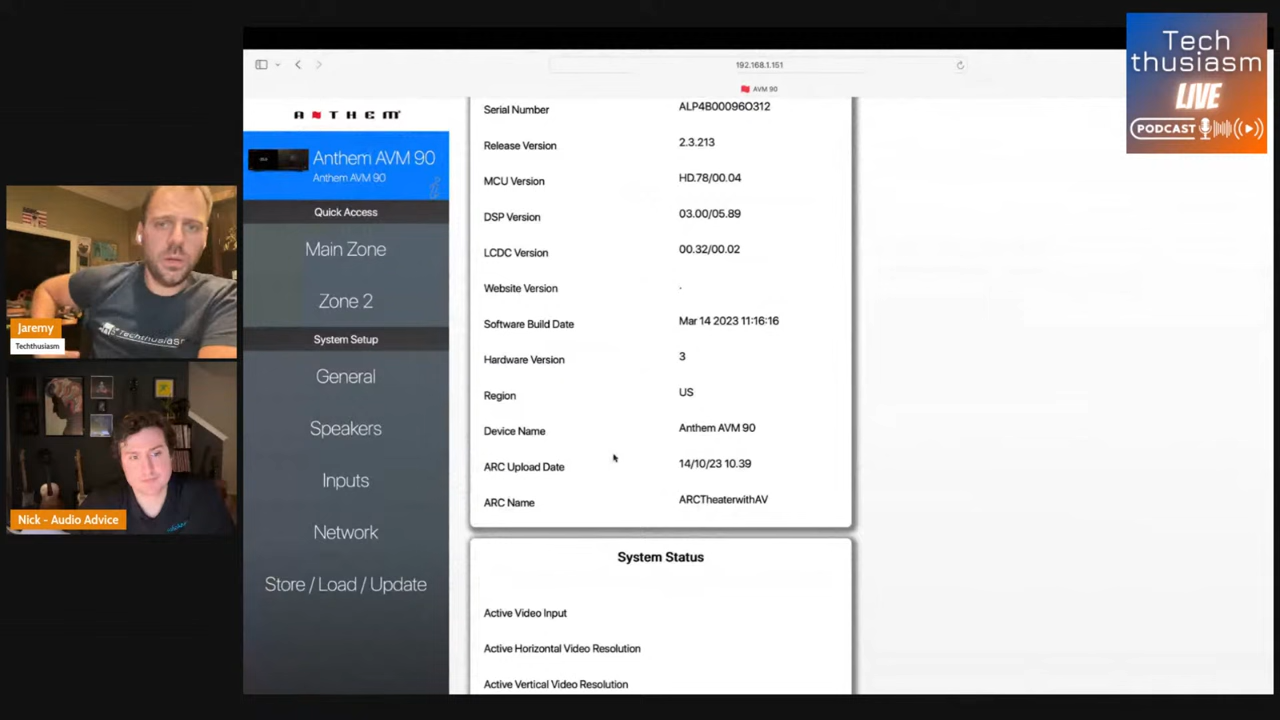 Tech
thusiasm
LIVE
PODCAST
192.168.1.151
AVM 90
ANTHEM
Anthem AVM 90
Anthem AVM 90
Quick Access
Main Zone
Zone 2
System Setup
General
Speakers
Inputs
Network
Store / Load / Update
Serial Number ALP4B00096O312
Release Version 2.3.213
MCU Version HD.78/00.04
DSP Version 03.00/05.89
LCDC Version 00.32/00.02
Website Version .
Software Build Date Mar 14 2023 11:16:16
Hardware Version 3
Region US
Device Name Anthem AVM 90
ARC Upload Date 14/10/23 10.39
ARC Name ARCTheaterwithAV
System Status
Active Video Input
Active Horizontal Video Resolution
Active Vertical Video Resolution
Techthusiasm
Jaremy
Techthusiasm
Nick - Audio Advice